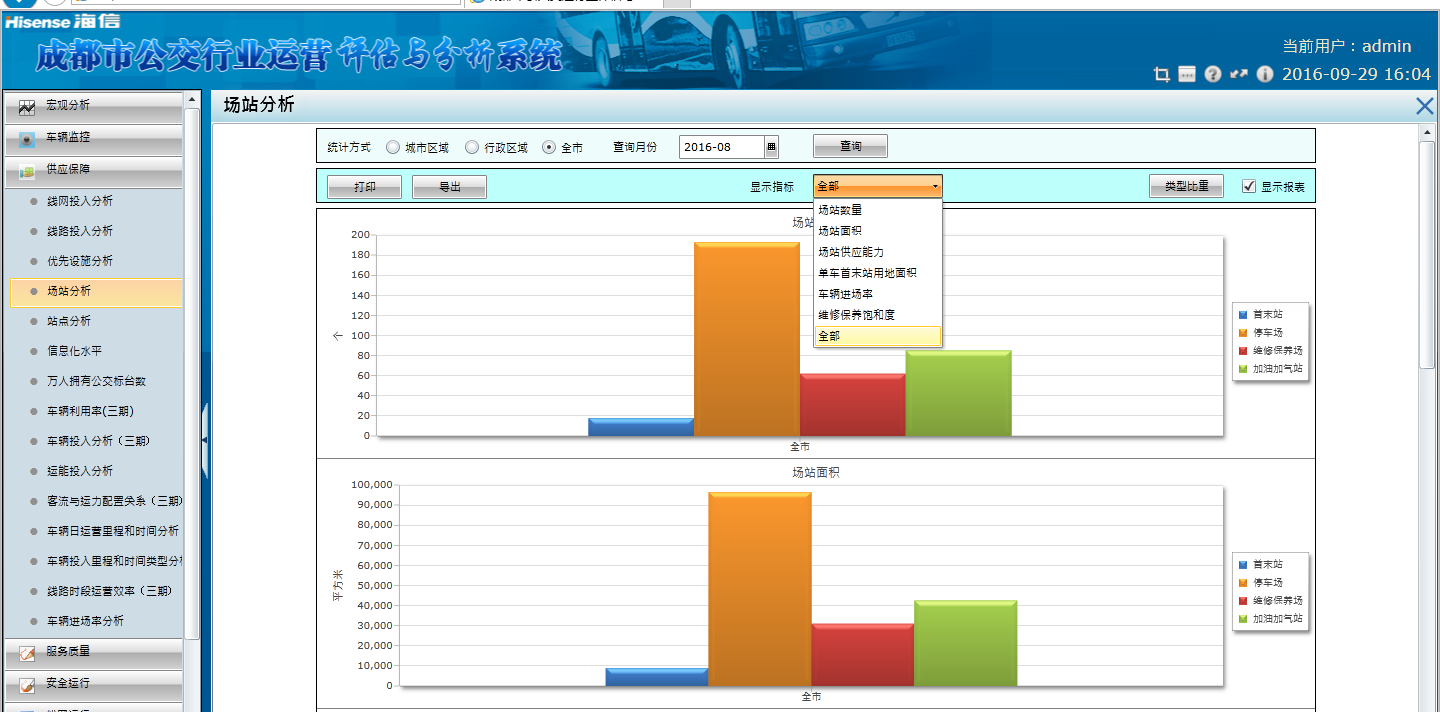 Hisense 海信
成都市公交行业运营评估与分析系统
当前用户：admin
2016-09-29 16:04
宏观分析
车辆监控
供应保障
线网投入分析
线路投入分析
优先设施分析
场站分析
站点分析
信息化水平
万人拥有公交标台数
车辆利用率(三期)
车辆投入分析（三期）
运能投入分析
客流与运力配置关系（三期）
车辆日运营里程和时间分析
车辆投入里程和时间类型分
线路时段运营效率（三期）
车辆进场率分析
服务质量
安全运行
场站分析
统计方式 城市区域 行政区域 全市 查询月份 2016-08 查询
打印 导出 显示指标 全部 类型比重 显示报表
场站数量
场站面积
场站供应能力
单车首末站用地面积
车辆进场率
维修保养饱和度
全部
场站
个
200
180
160
140
120
100
80
60
40
20
0
全市
首末站
停车场
维修保养场
加油加气站
场站面积
平方米
100,000
90,000
80,000
70,000
60,000
50,000
40,000
30,000
20,000
10,000
0
全市
首末站
停车场
维修保养场
加油加气站